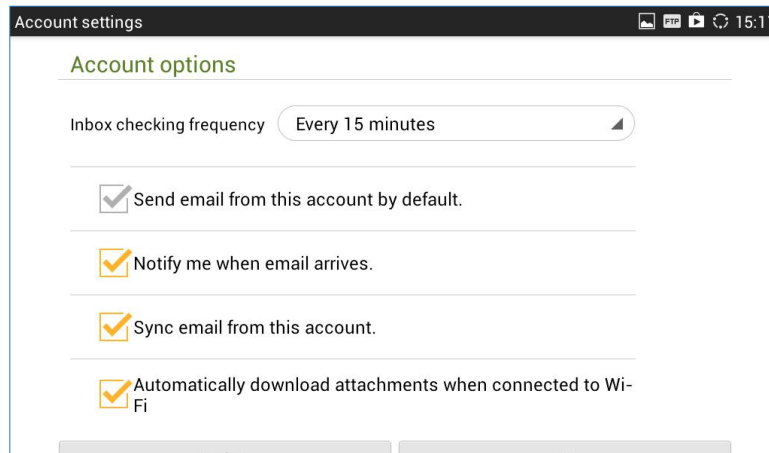 Account settings
FTP
15:11
Account options
Inbox checking frequency
Every 15 minutes
Send email from this account by default.
Notify me when email arrives.
Sync email from this account.
Automatically download attachments when connected to Wi-
Fi